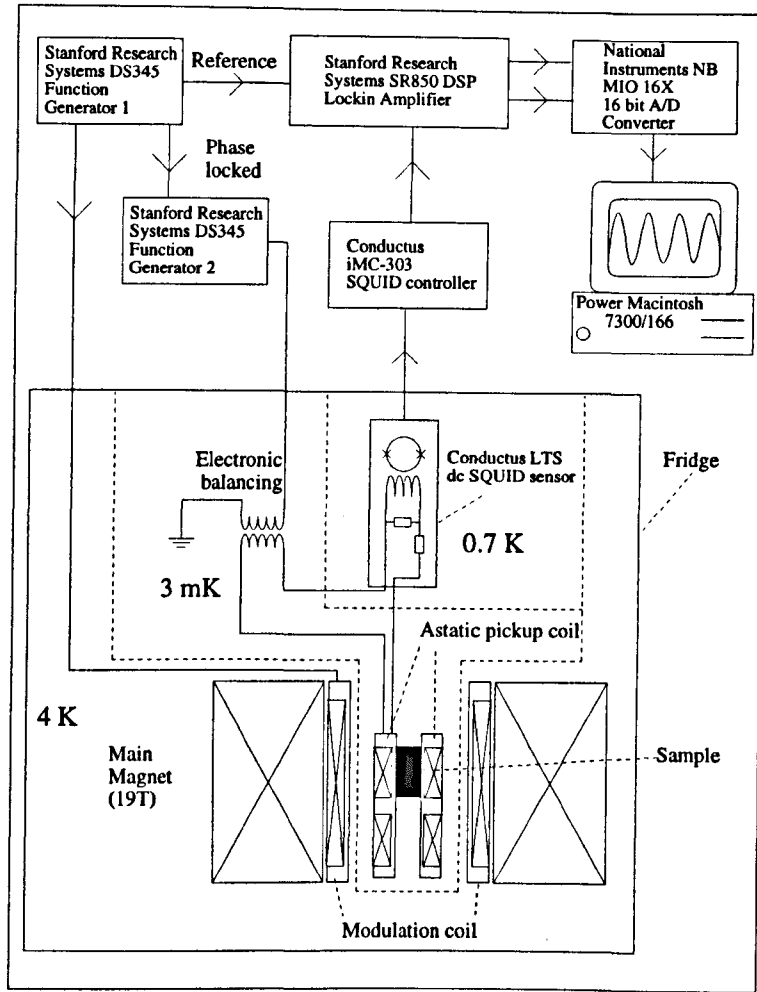 Stanford Research
Systems DS345
Function
Generator 1
Reference
Stanford Research
Systems SR850 DSP
Lockin Amplifier
National
Instruments NB
MIO 16X
16 bit A/D
Converter
Phase
locked
Stanford Research
Systems DS345
Function
Generator 2
Conductus
iMC-303
SQUID controller
Power Macintosh
7300/166
Electronic
balancing
Conductus LTS
dc SQUID sensor
Fridge
0.7 K
3 mK
Astatic pickup coil
4 K
Main
Magnet
(19T)
Sample
Modulation coil